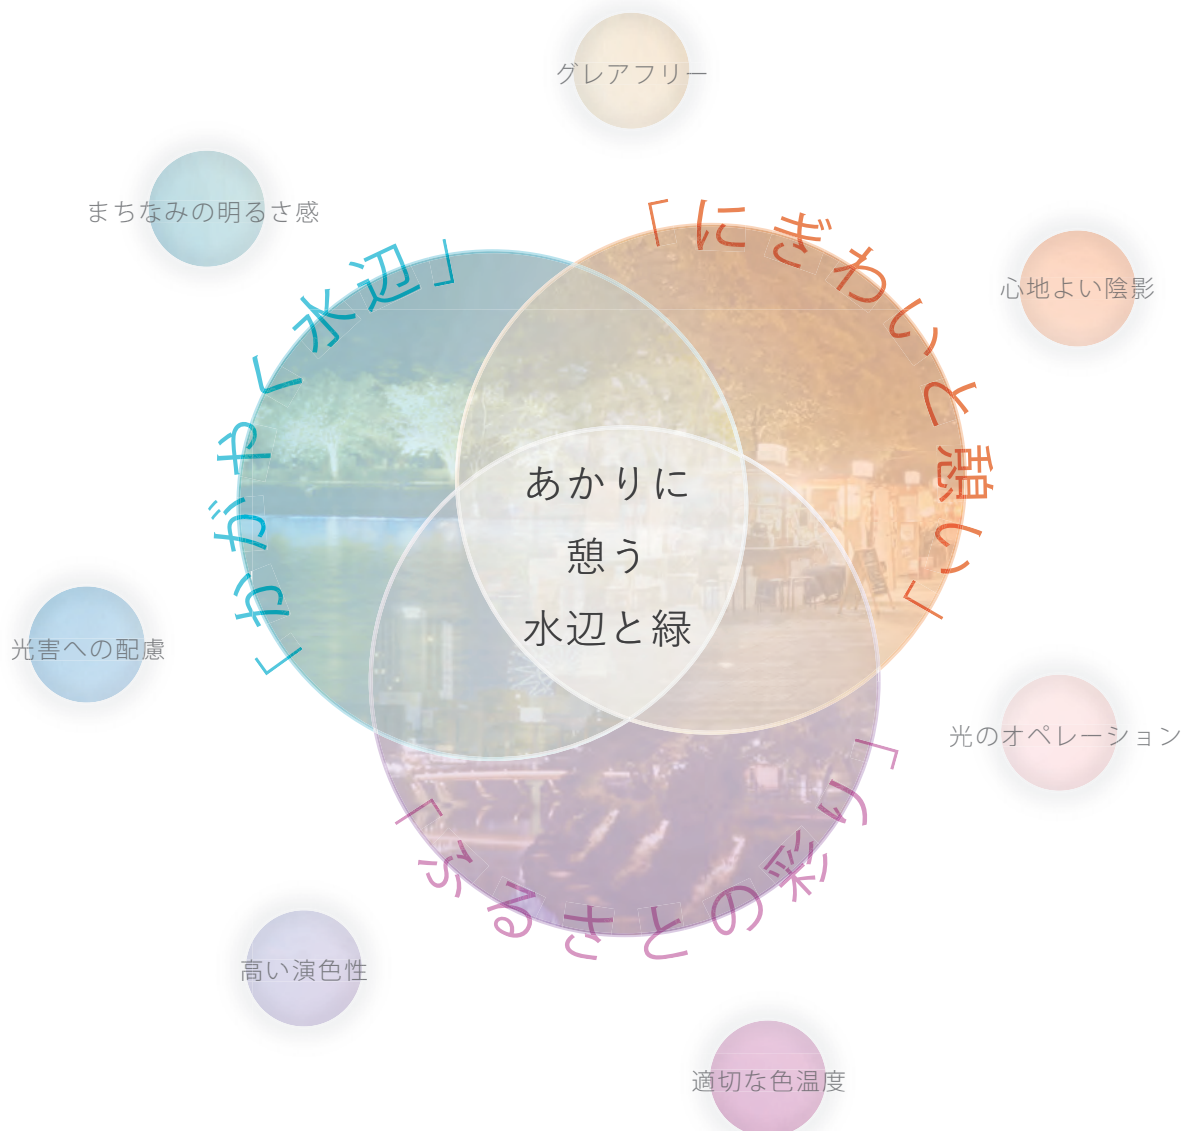 グレアフリー
まちなみの明るさ感
「にぎわいと憩い」
「かがやく水辺」
心地よい陰影
あかりに
憩う
水辺と緑
光害への配慮
光のオペレーション
「ふるさとの彩り」
高い演色性
適切な色温度